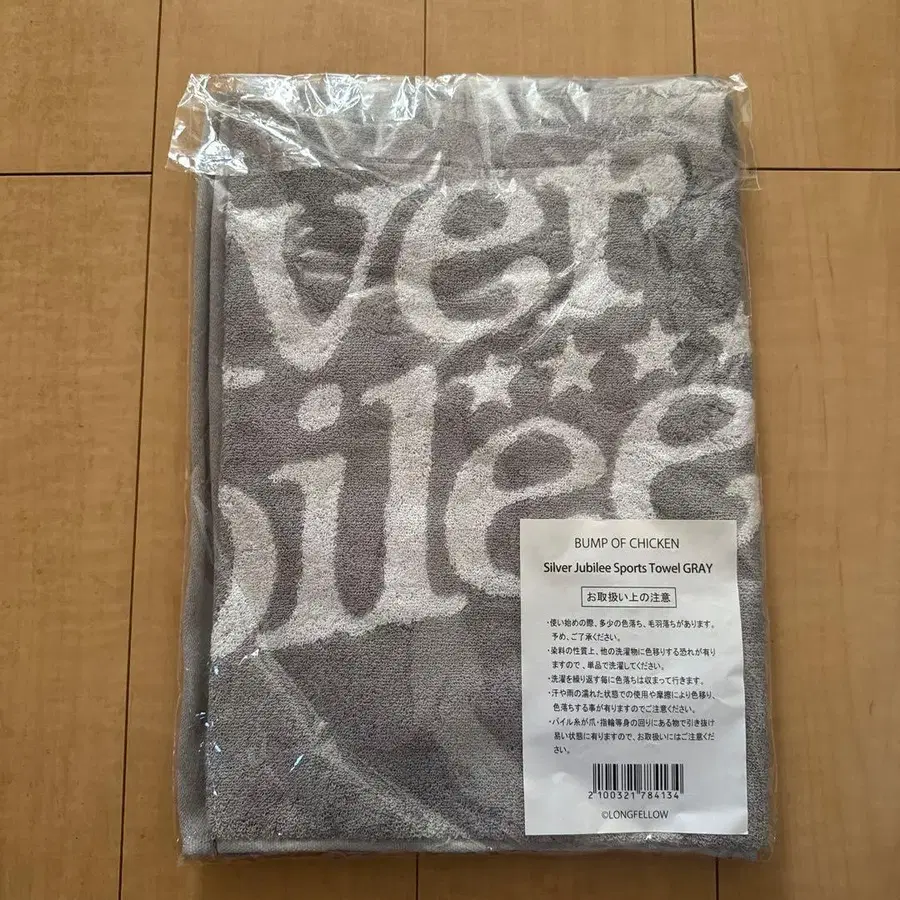 ver
bilee
BUMP OF CHICKEN
Silver Jubilee Sports Towel GRAY
お取扱い上の注意
・使い始めの際、多少の色落ち、毛羽落ちがあります。
予め、ご了承ください。
・染料の性質上、他の洗濯物に色移りする恐れが有り
ますので、単品で洗濯してください。
・洗濯を繰り返す毎に色落ちは収まって行きます。
・汗や雨の濡れた状態での使用や摩擦により色移り、
色落ちする事が有りますのでご注意ください。
・パイル糸が爪・指輪等身の回りにある物で引き抜け
易い状態に有りますので、お取扱いにはご注意くだ
さい。
2 100321 784134
©LONGFELLOW